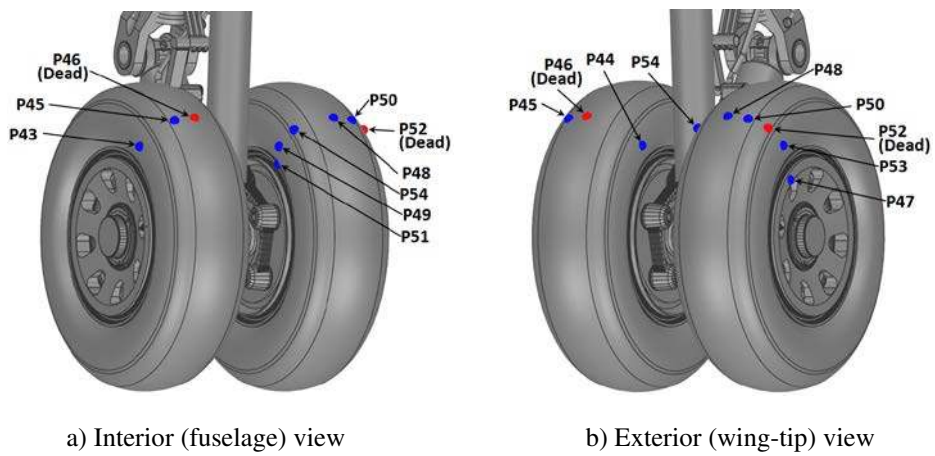 P46
(Dead)
P45
P43
P50
P52
(Dead)
P48
P54
P49
P51
P46
(Dead)
P44
P54
P45
P48
P50
P52
(Dead)
P53
P47
a) Interior (fuselage) view
b) Exterior (wing-tip) view